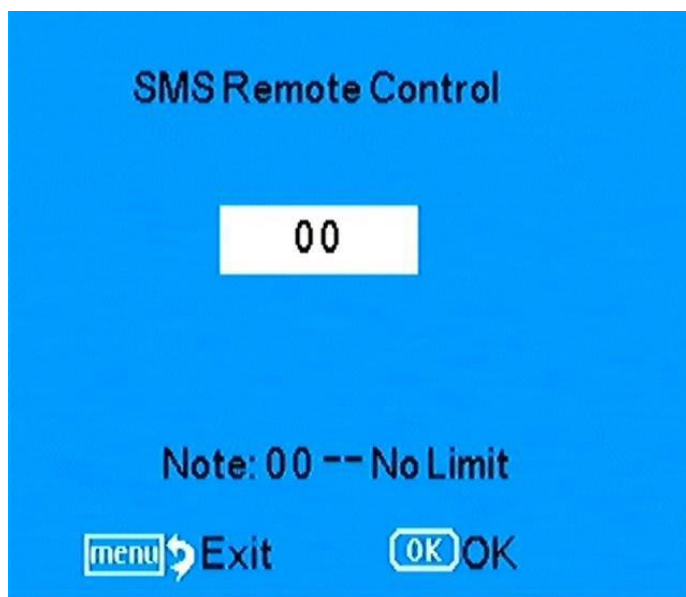 SMS Remote Control
00
Note: 00 -- No Limit
menu Exit OK OK